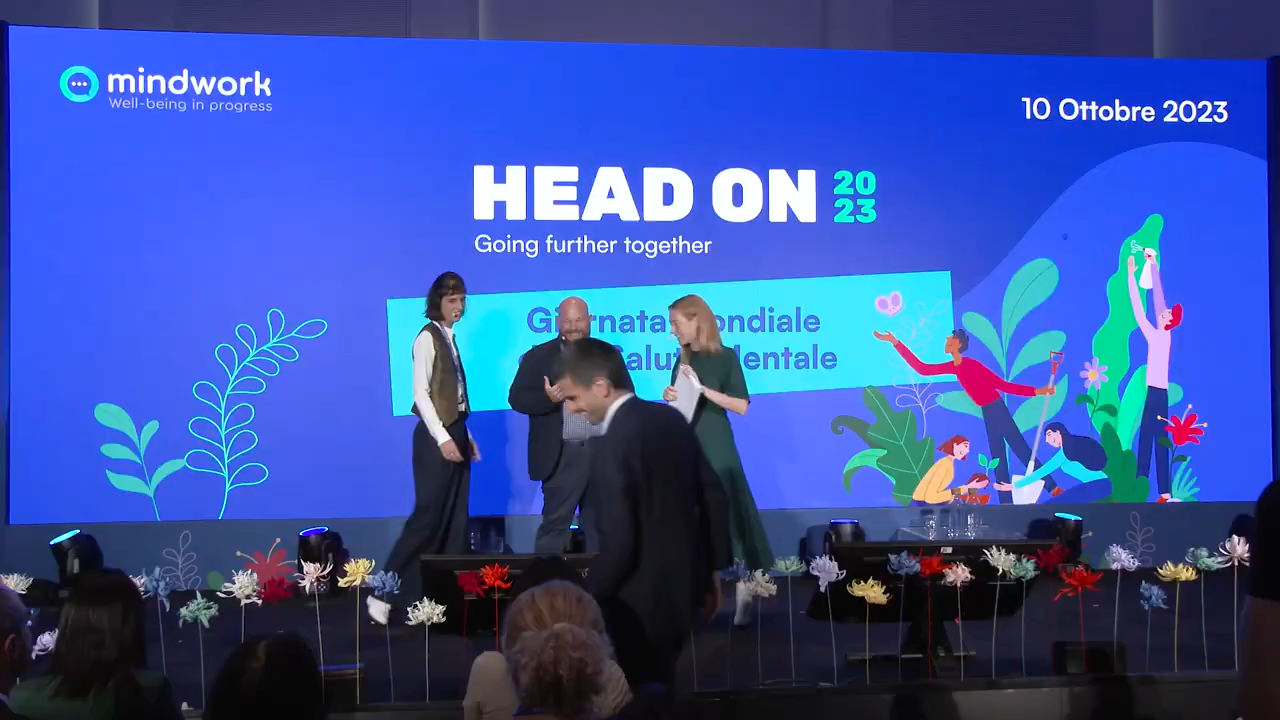 mindwork
Well-being in progress
10 Ottobre 2023
HEAD ON 20
23
Going further together